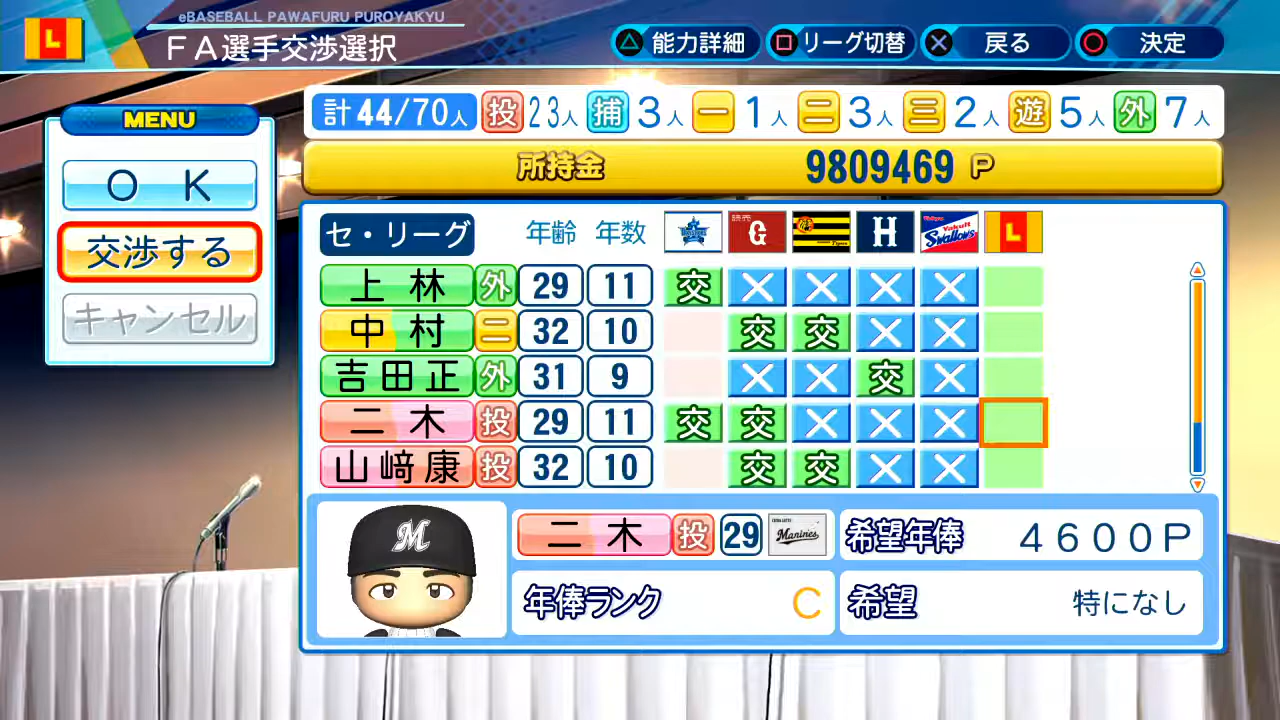 eBASEBALL PAWAFURU PUROYAKYU
L FA選手交渉選択 能力詳細 リーグ切替 戻る 決定
MENU
OK
交渉する
キャンセル
計44/70人 投23人 捕3人 一1人 二3人 三2人 遊5人 外7人
所持金 9809469P
セ・リーグ 年齢 年数 G Tigers H Yakult Swallows L
上林 外 29 11 交
中村 二 32 10 交 交
吉田正 外 31 9 交
二木 投 29 11 交 交
山﨑康 投 32 10 交 交
M 二木 投 29 Marines 希望年俸 4600P
年俸ランク C 希望 特になし